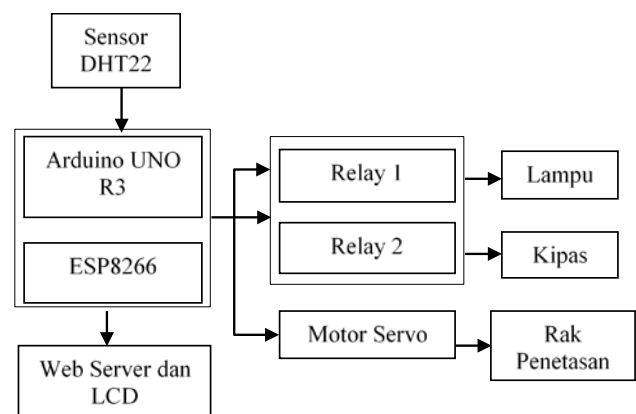 Sensor
DHT22
Arduino UNO
R3
ESP8266
Web Server dan
LCD
Relay 1
Relay 2
Motor Servo
Lampu
Kipas
Rak
Penetasan